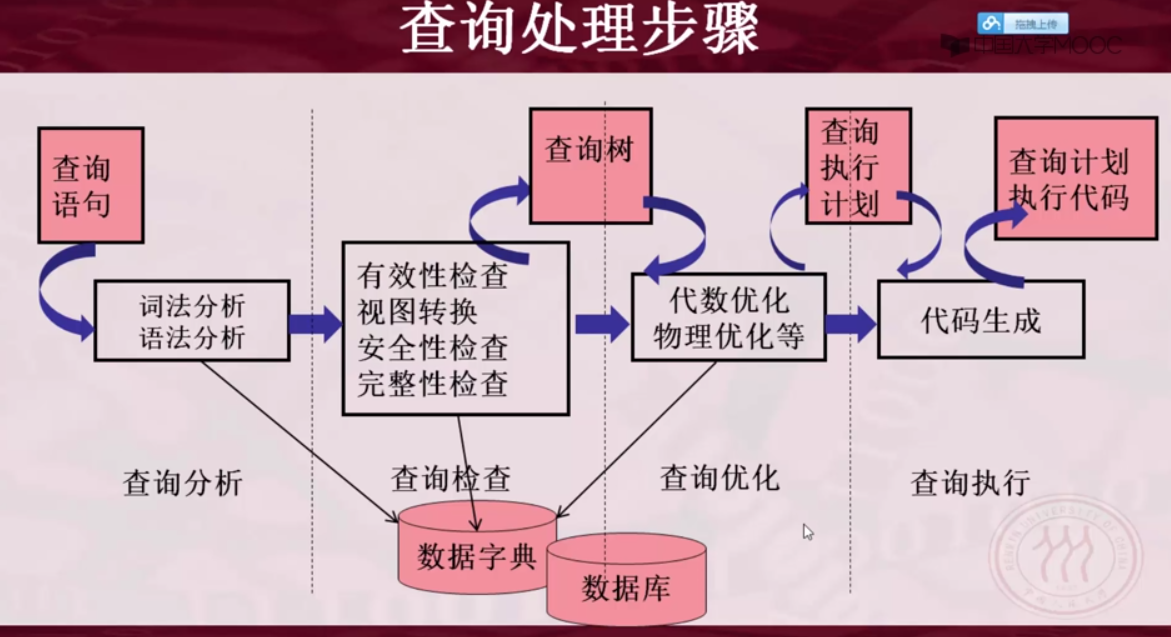 查询处理步骤
拖拽上传
中国大学MOOC
查询
语句
查询树
查询
执行
计划
查询计划
执行代码
词法分析
语法分析
有效性检查
视图转换
安全性检查
完整性检查
代数优化
物理优化等
代码生成
查询分析
查询检查
查询优化
查询执行
数据字典
数据库